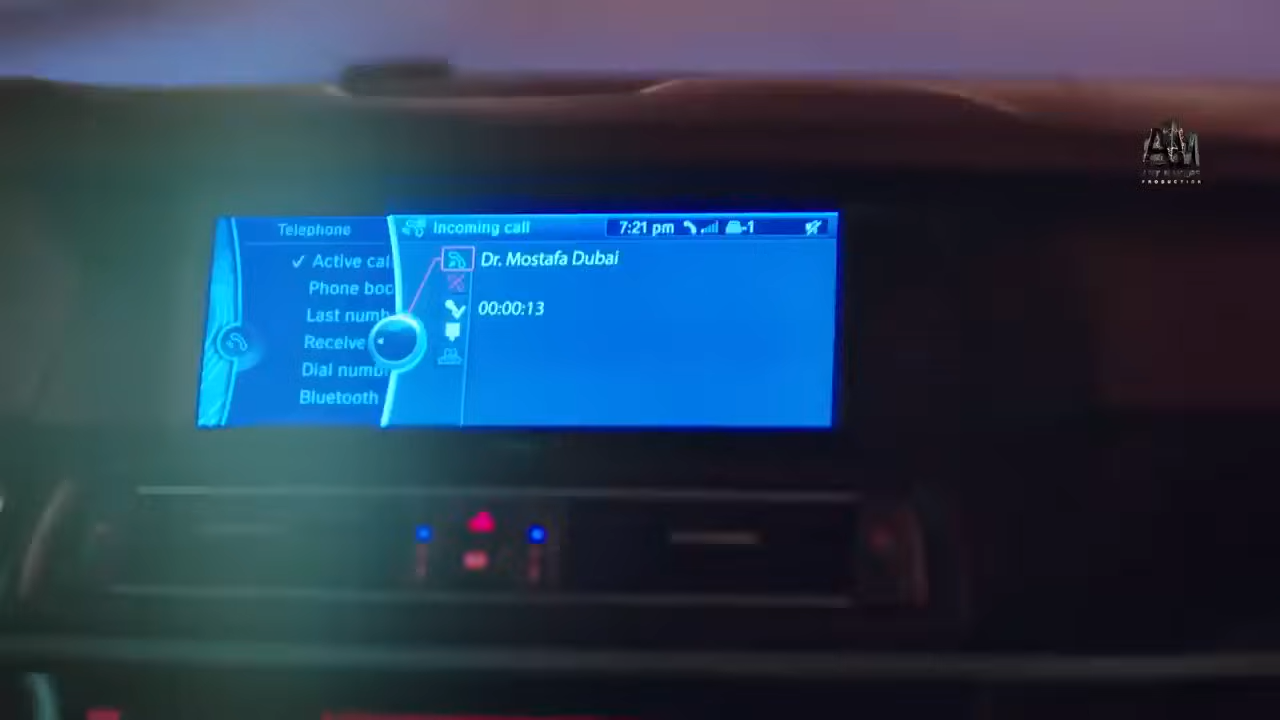 Telephone
Active cal
Phone boo
Last numb
Receive
Dial numb
Bluetooth
Incoming call
7:21 pm
-1
Dr. Mostafa Dubai
00:00:13
PRODUCTION